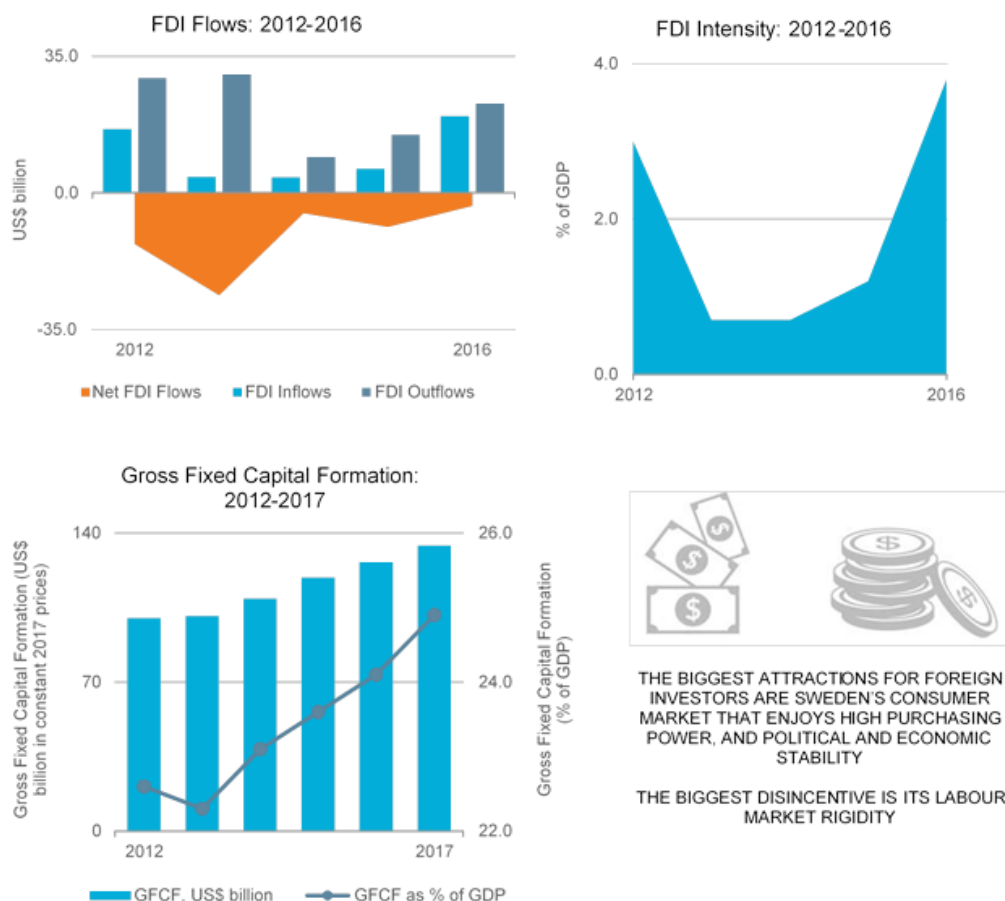 FDI Flows: 2012-2016
35.0
0.0
-35.0
US$ billion
2012
2016
Net FDI Flows
FDI Inflows
FDI Outflows
FDI Intensity: 2012-2016
4.0
2.0
0.0
% of GDP
2012
2016
Gross Fixed Capital Formation:
2012-2017
140
70
0
Gross Fixed Capital Formation (US$
billion in constant 2017 prices)
26.0
24.0
22.0
Gross Fixed Capital Formation
(% of GDP)
2012
2017
GFCF, US$ billion
GFCF as % of GDP
$
$
$
$
$
THE BIGGEST ATTRACTIONS FOR FOREIGN
INVESTORS ARE SWEDEN'S CONSUMER
MARKET THAT ENJOYS HIGH PURCHASING
POWER, AND POLITICAL AND ECONOMIC
STABILITY
THE BIGGEST DISINCENTIVE IS ITS LABOUR
MARKET RIGIDITY